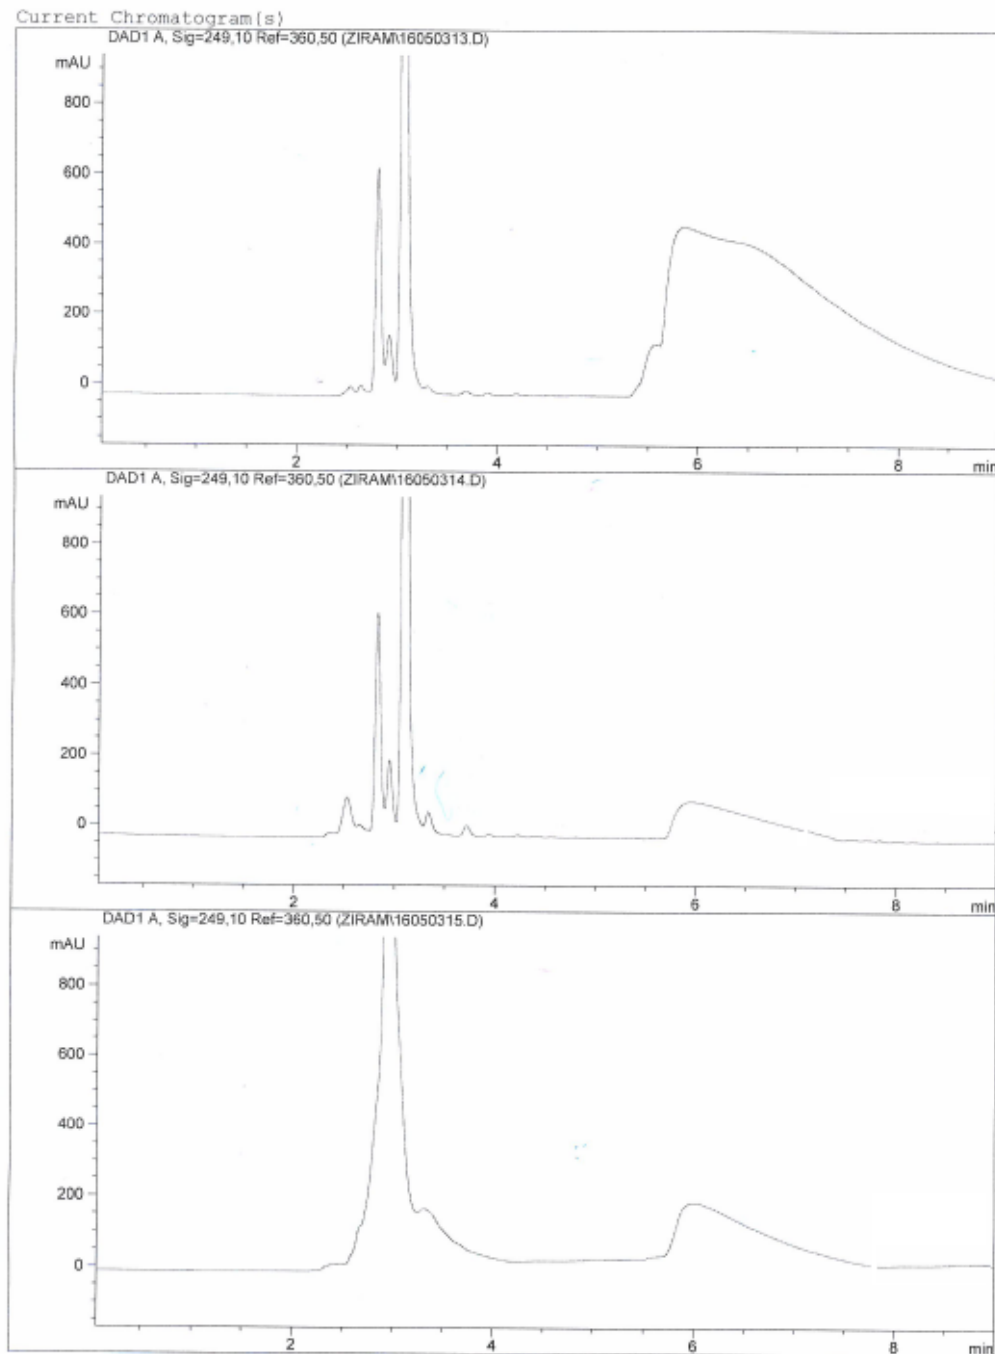 Current Chromatogram(s)
DAD1 A, Sig=249,10 Ref=360,50 (ZIRAM\16050313.D)
mAU
800
600
400
200
0
2
4
6
8
min
DAD1 A, Sig=249,10 Ref=360,50 (ZIRAM\16050314.D)
mAU
800
600
400
200
0
2
4
6
8
min
DAD1 A, Sig=249,10 Ref=360,50 (ZIRAM\16050315.D)
mAU
800
600
400
200
0
2
4
6
8
min